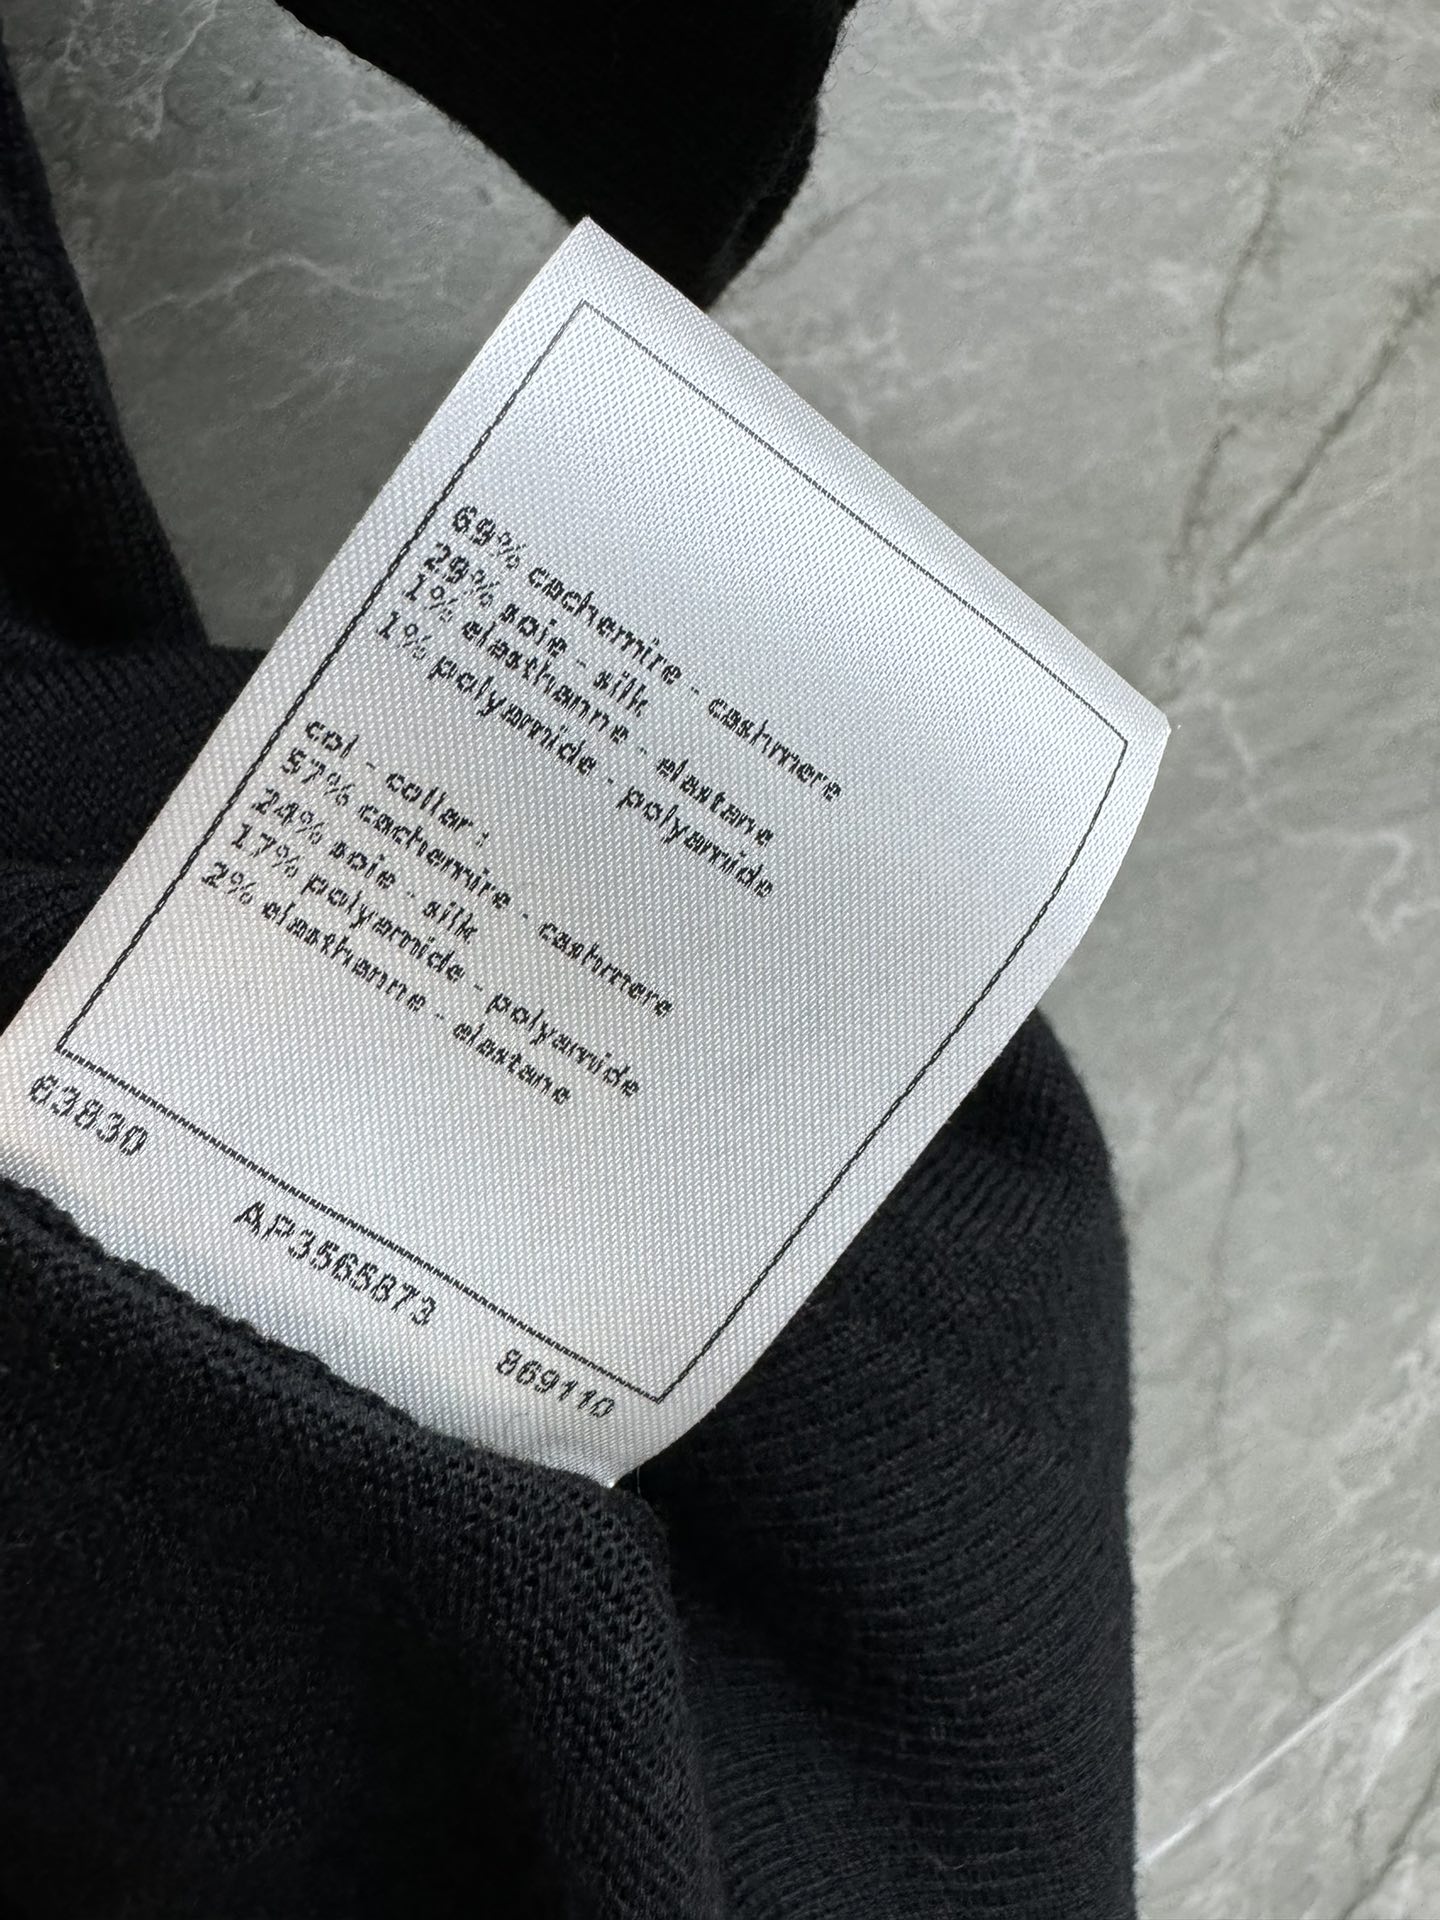 69% cachemire - cashmere
29% soie - silk
1% elasthanne - elastane
1% polyamide - polyamide
col - collar :
57% cachemire - cashmere
24% soie - silk
17% polyamide - polyamide
2% elasthanne - elastane
63830
AP3565873
869110